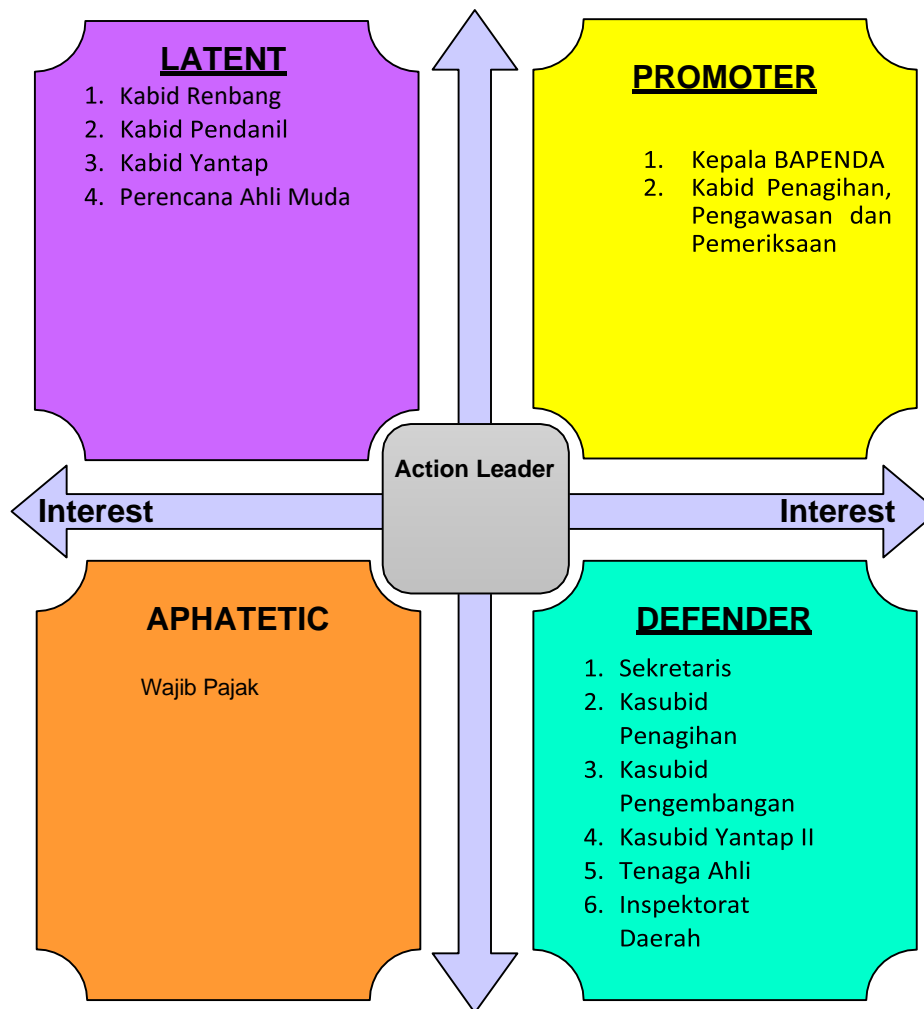 LATENT
1. Kabid Renbang
2. Kabid Pendanil
3. Kabid Yantap
4. Perencana Ahli Muda
PROMOTER
1. Kepala BAPENDA
2. Kabid Penagihan,
Pengawasan dan
Pemeriksaan
Action Leader
Interest
Interest
APHATETIC
Wajib Pajak
DEFENDER
1. Sekretaris
2. Kasubid
Penagihan
3. Kasubid
Pengembangan
4. Kasubid Yantap II
5. Tenaga Ahli
6. Inspektorat
Daerah